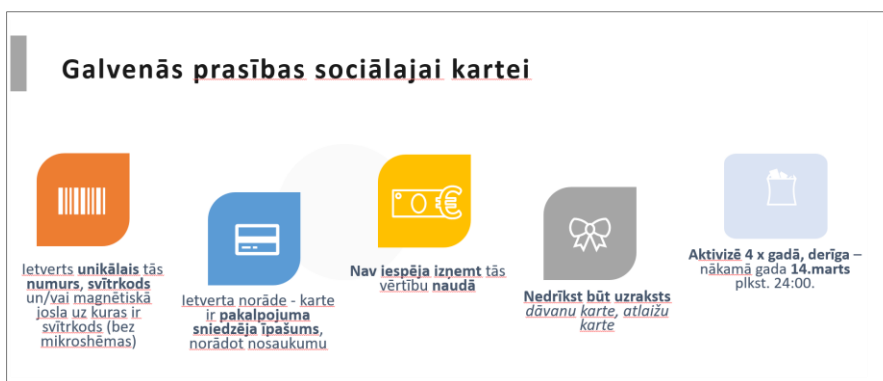 Galvenās prasības sociālajai kartei
Ietverts unikālais tās
numurs, svītrkods
un/vai magnētiskā
josla uz kuras ir
svītrkods (bez
mikroshēmas)
Ietverta norāde - karte
ir pakalpojuma
sniedzēja īpašums,
norādot nosaukumu
Nav iespēja izņemt tās
vērtību naudā
Nedrīkst būt uzraksts
dāvanu karte, atlaižu
karte
Aktivizē 4 x gadā, derīga –
nākamā gada 14.marts
plkst. 24:00.